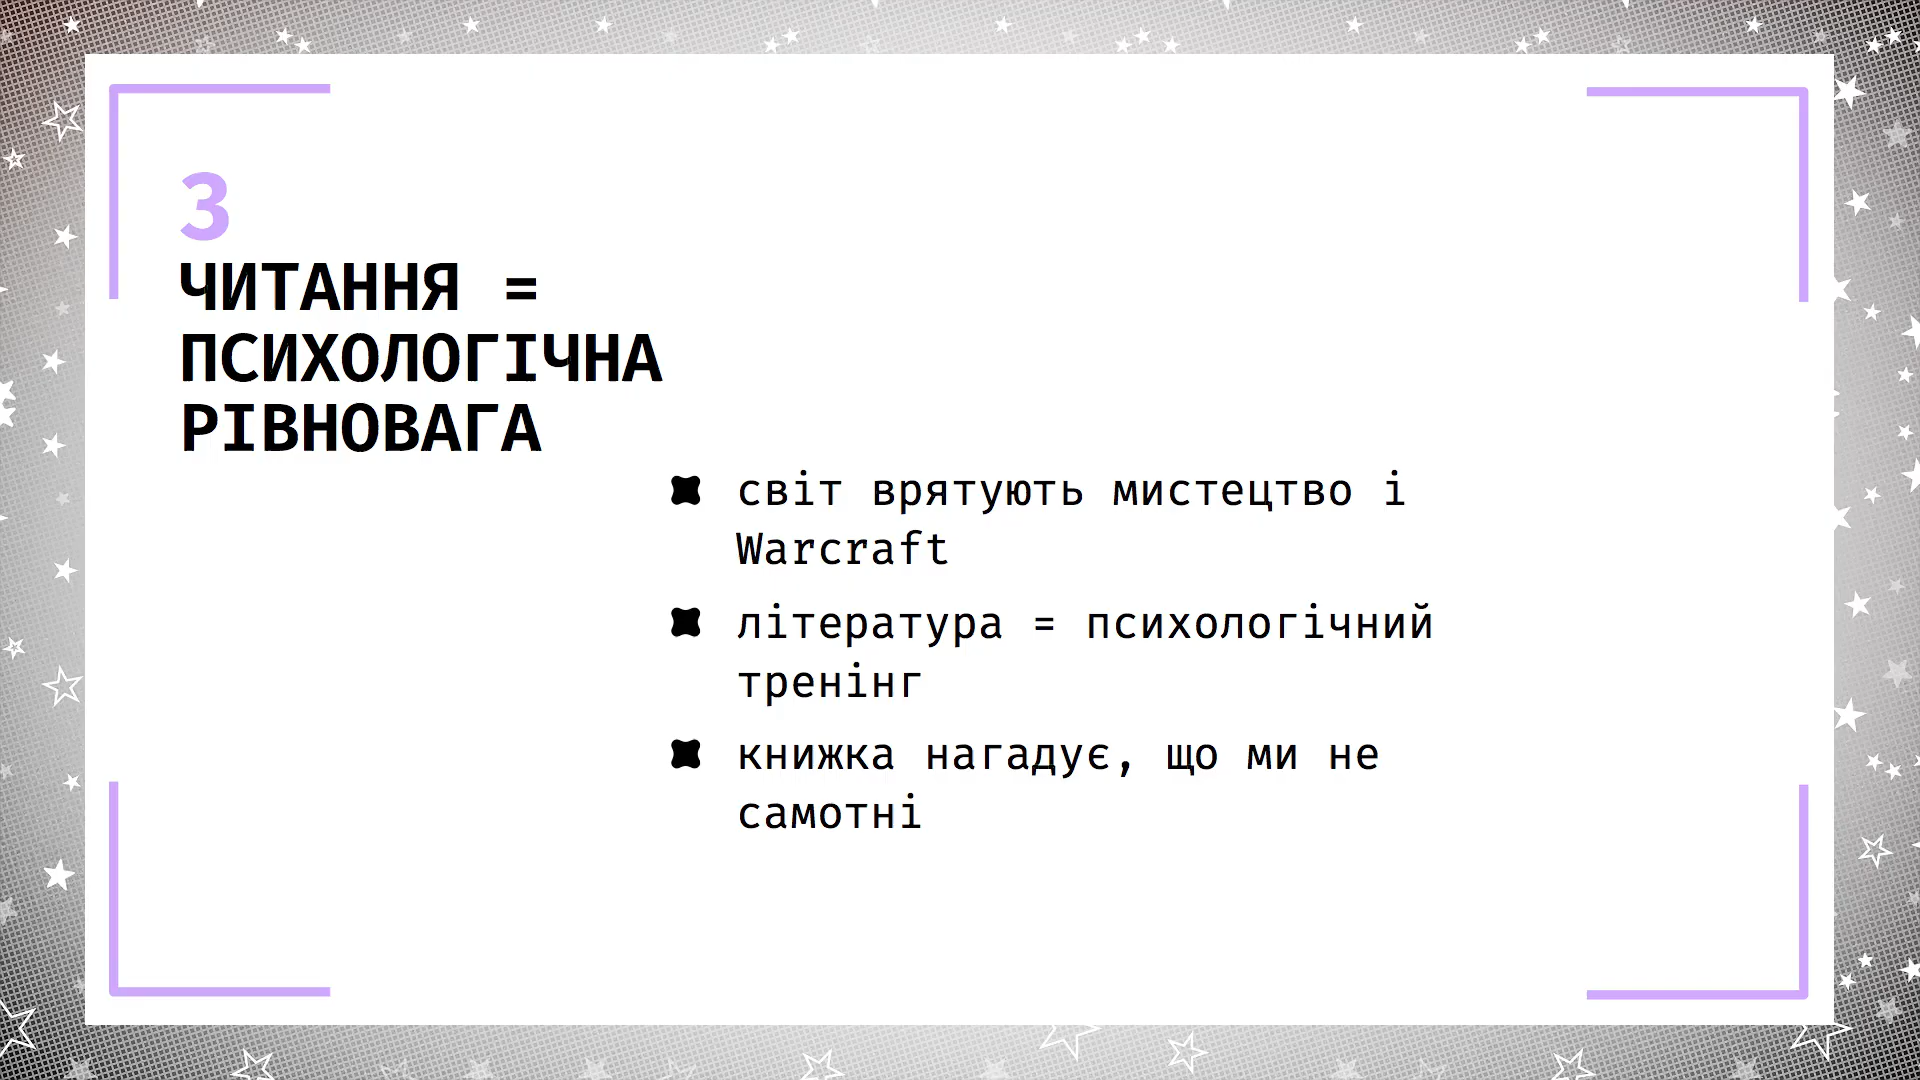 3
ЧИТАННЯ =
ПСИХОЛОГІЧНА
РІВНОВАГА
світ врятують мистецтво і
Warcraft
література = психологічний
тренінг
книжка нагадує, що ми не
самотні